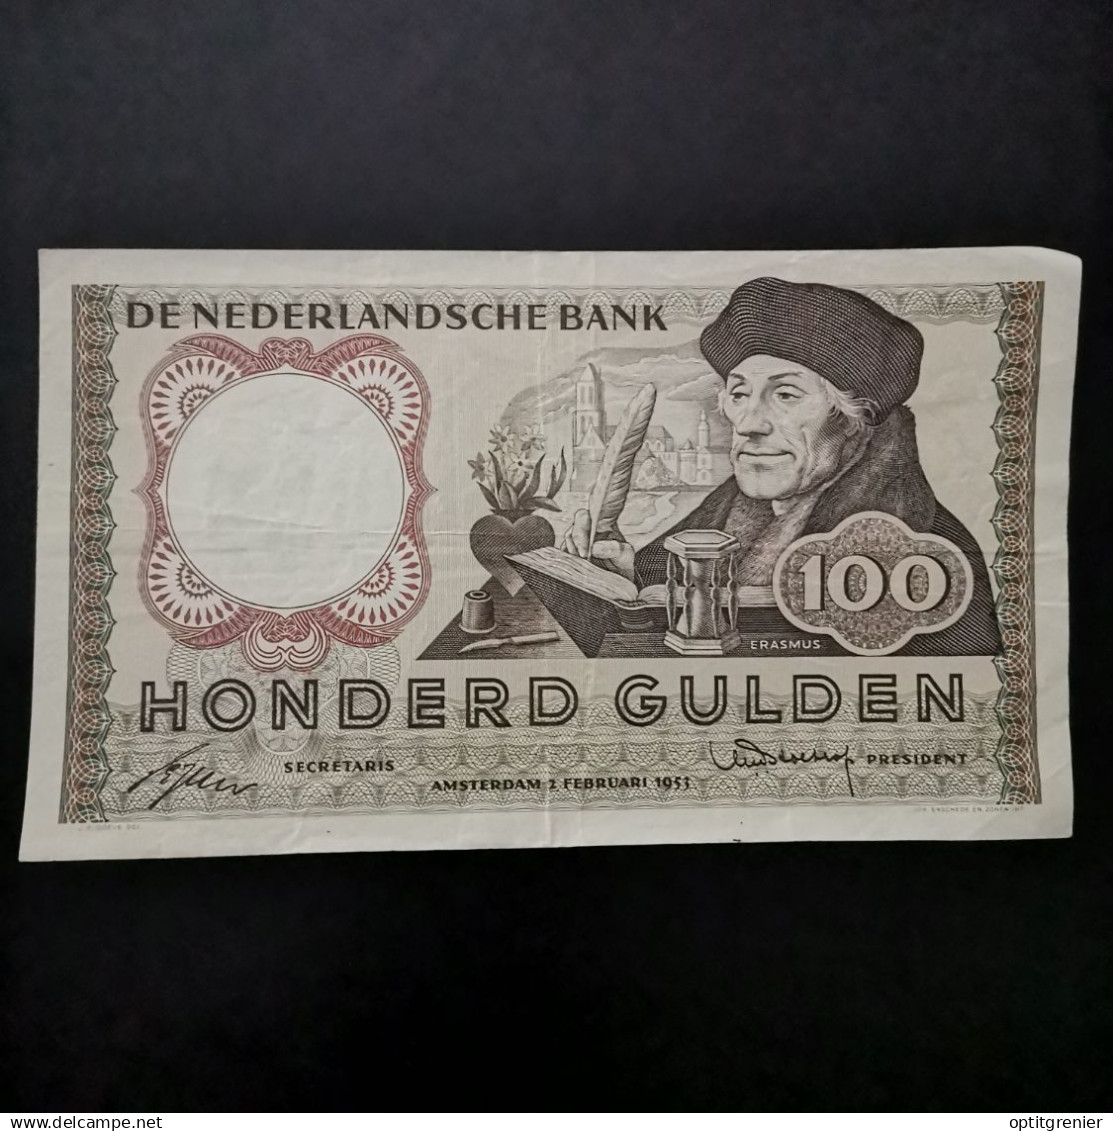 DE NEDERLANDSCHE BANK
100
ERASMUS
HONDERD GULDEN
SECRETARIS
PRESIDENT
AMSTERDAM 2 FEBRUARI 1953
www.delcampe.net
optitgrenier